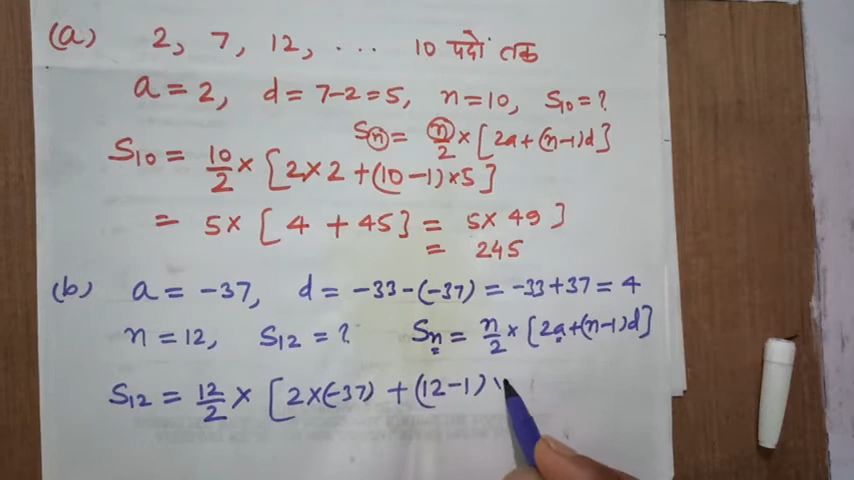 (a) 2, 7, 12, ... 10 पदों तक
a = 2, d = 7-2 = 5, n = 10, S₁₀ = ?
Sₙ = n/2 × [2a + (n-1)d]
S₁₀ = 10/2 × [2×2 + (10-1)×5]
= 5× [4 + 45] = 5×49]
= 245
(b) a = -37, d = -33-(-37) = -33+37 = 4
n = 12, S₁₂ = ? Sₙ = n/2 × [2a+(n-1)d]
S₁₂ = 12/2 × [2×(-37) + (12-1)